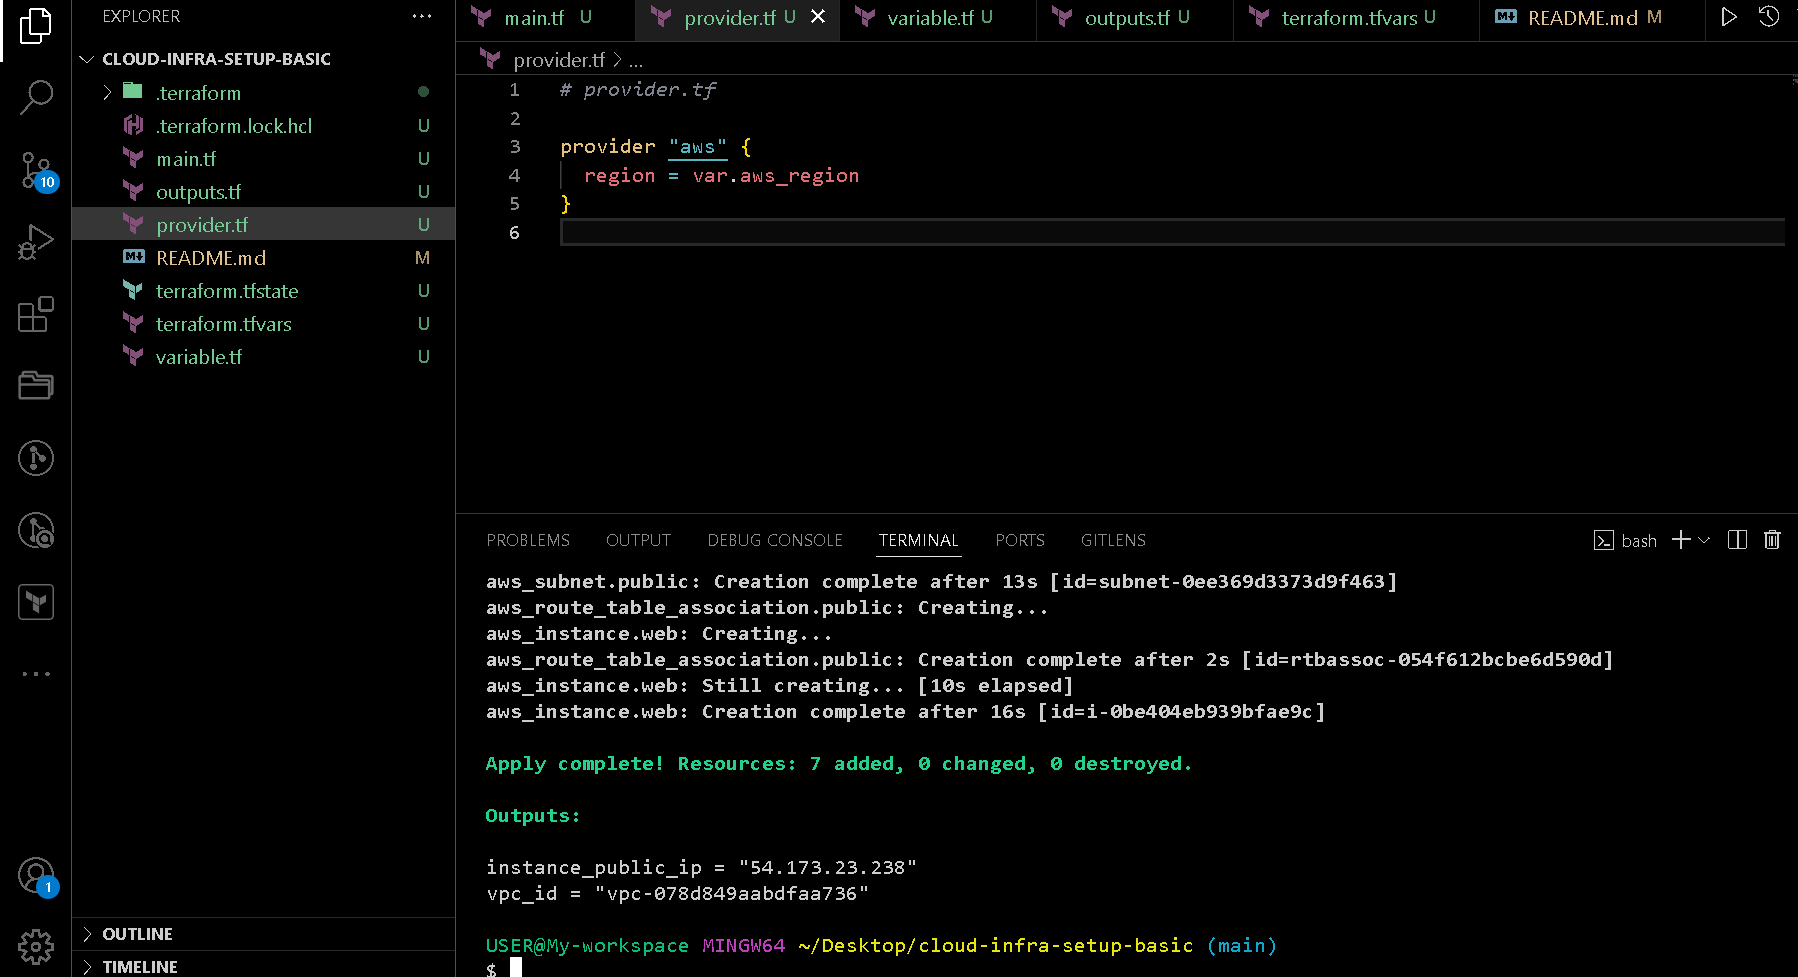 EXPLORER
CLOUD-INFRA-SETUP-BASIC
.terraform
.terraform.lock.hcl U
main.tf U
outputs.tf U
provider.tf U
README.md M
terraform.tfstate U
terraform.tfvars U
variable.tf U
10
1
OUTLINE
TIMELINE
main.tf U provider.tf U variable.tf U outputs.tf U terraform.tfvars U README.md M
provider.tf > ...
1 # provider.tf
2
3 provider "aws" {
4 region = var.aws_region
5 }
6
PROBLEMS OUTPUT DEBUG CONSOLE TERMINAL PORTS GITLENS bash
aws_subnet.public: Creation complete after 13s [id=subnet-0ee369d3373d9f463]
aws_route_table_association.public: Creating...
aws_instance.web: Creating...
aws_route_table_association.public: Creation complete after 2s [id=rtbassoc-054f612bcbe6d590d]
aws_instance.web: Still creating... [10s elapsed]
aws_instance.web: Creation complete after 16s [id=i-0be404eb939bfae9c]
Apply complete! Resources: 7 added, 0 changed, 0 destroyed.
Outputs:
instance_public_ip = "54.173.23.238"
vpc_id = "vpc-078d849aabdfaa736"
USER@My-workspace MINGW64 ~/Desktop/cloud-infra-setup-basic (main)
$